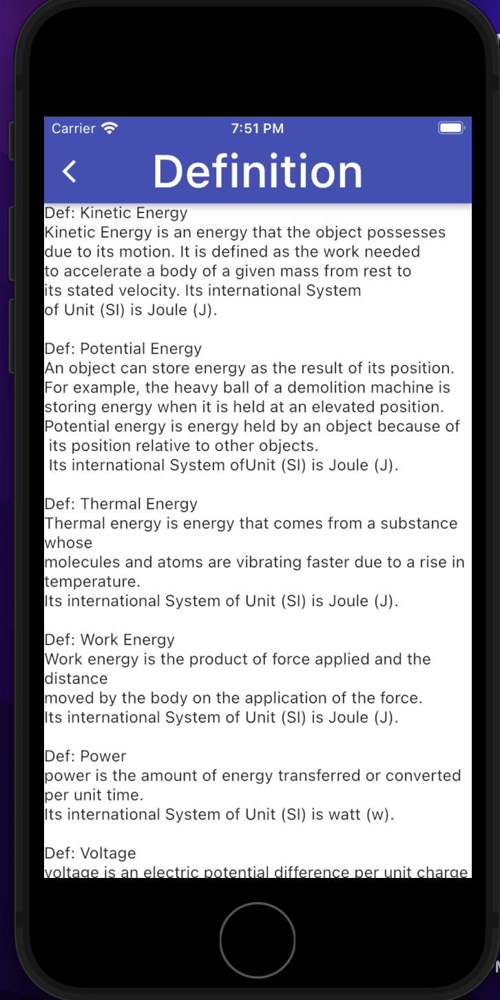 Carrier 7:51 PM
Definition
Def: Kinetic Energy
Kinetic Energy is an energy that the object possesses
due to its motion. It is defined as the work needed
to accelerate a body of a given mass from rest to
its stated velocity. Its international System
of Unit (SI) is Joule (J).
Def: Potential Energy
An object can store energy as the result of its position.
For example, the heavy ball of a demolition machine is
storing energy when it is held at an elevated position.
Potential energy is energy held by an object because of
its position relative to other objects.
Its international System ofUnit (SI) is Joule (J).
Def: Thermal Energy
Thermal energy is energy that comes from a substance
whose
molecules and atoms are vibrating faster due to a rise in
temperature.
Its international System of Unit (SI) is Joule (J).
Def: Work Energy
Work energy is the product of force applied and the
distance
moved by the body on the application of the force.
Its international System of Unit (SI) is Joule (J).
Def: Power
power is the amount of energy transferred or converted
per unit time.
Its international System of Unit (SI) is watt (w).
Def: Voltage
voltage is an electric potential difference per unit charge